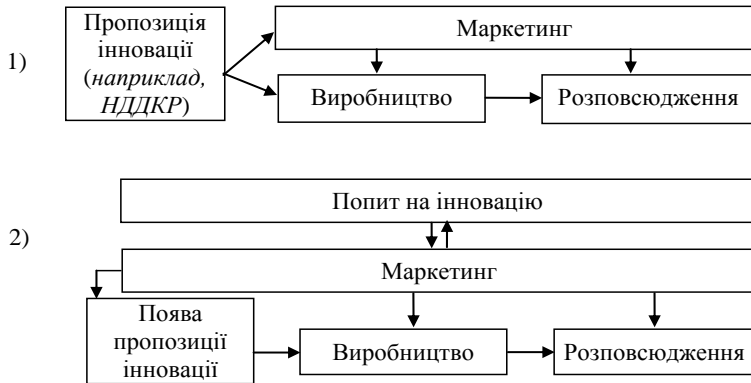 Пропозиція
інновації
(наприклад,
НДДКР)
1)
Маркетинг
Виробництво
Розповсюдження
2)
Попит на інновацію
Маркетинг
Поява
пропозиції
інновації
Виробництво
Розповсюдження